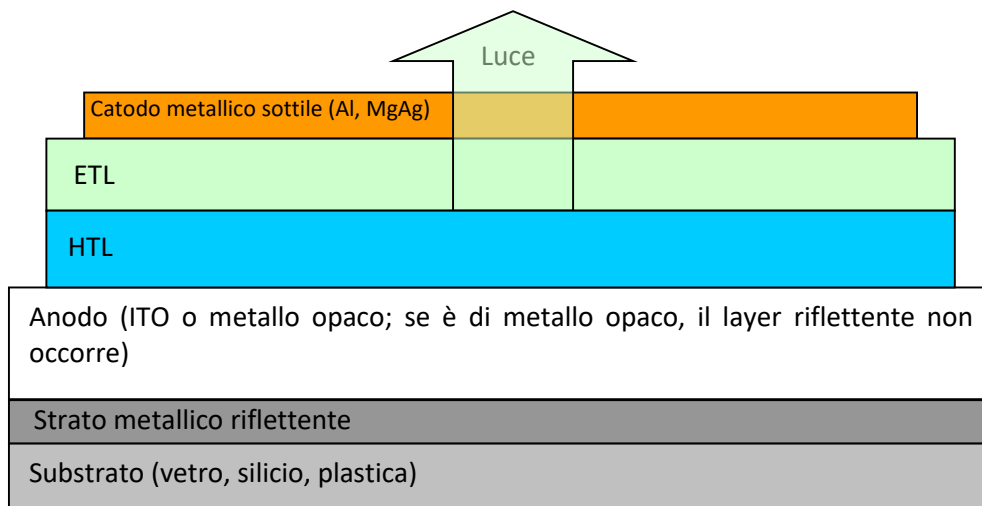 Luce
Catodo metallico sottile (Al, MgAg)
ETL
HTL
Anodo (ITO o metallo opaco; se è di metallo opaco, il layer riflettente non
occorre)
Strato metallico riflettente
Substrato (vetro, silicio, plastica)